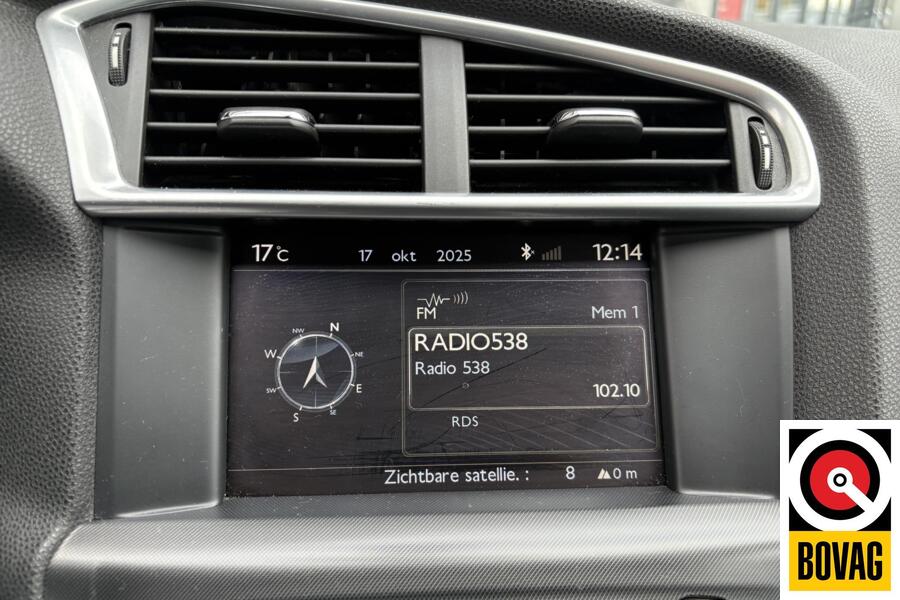 17°C 17 okt 2025 12:14
FM Mem 1
RADIO538
Radio 538
102.10
RDS
N
NE
E
SE
S
SW
W
NW
Zichtbare satellie. : 8 0 m
BOVAG